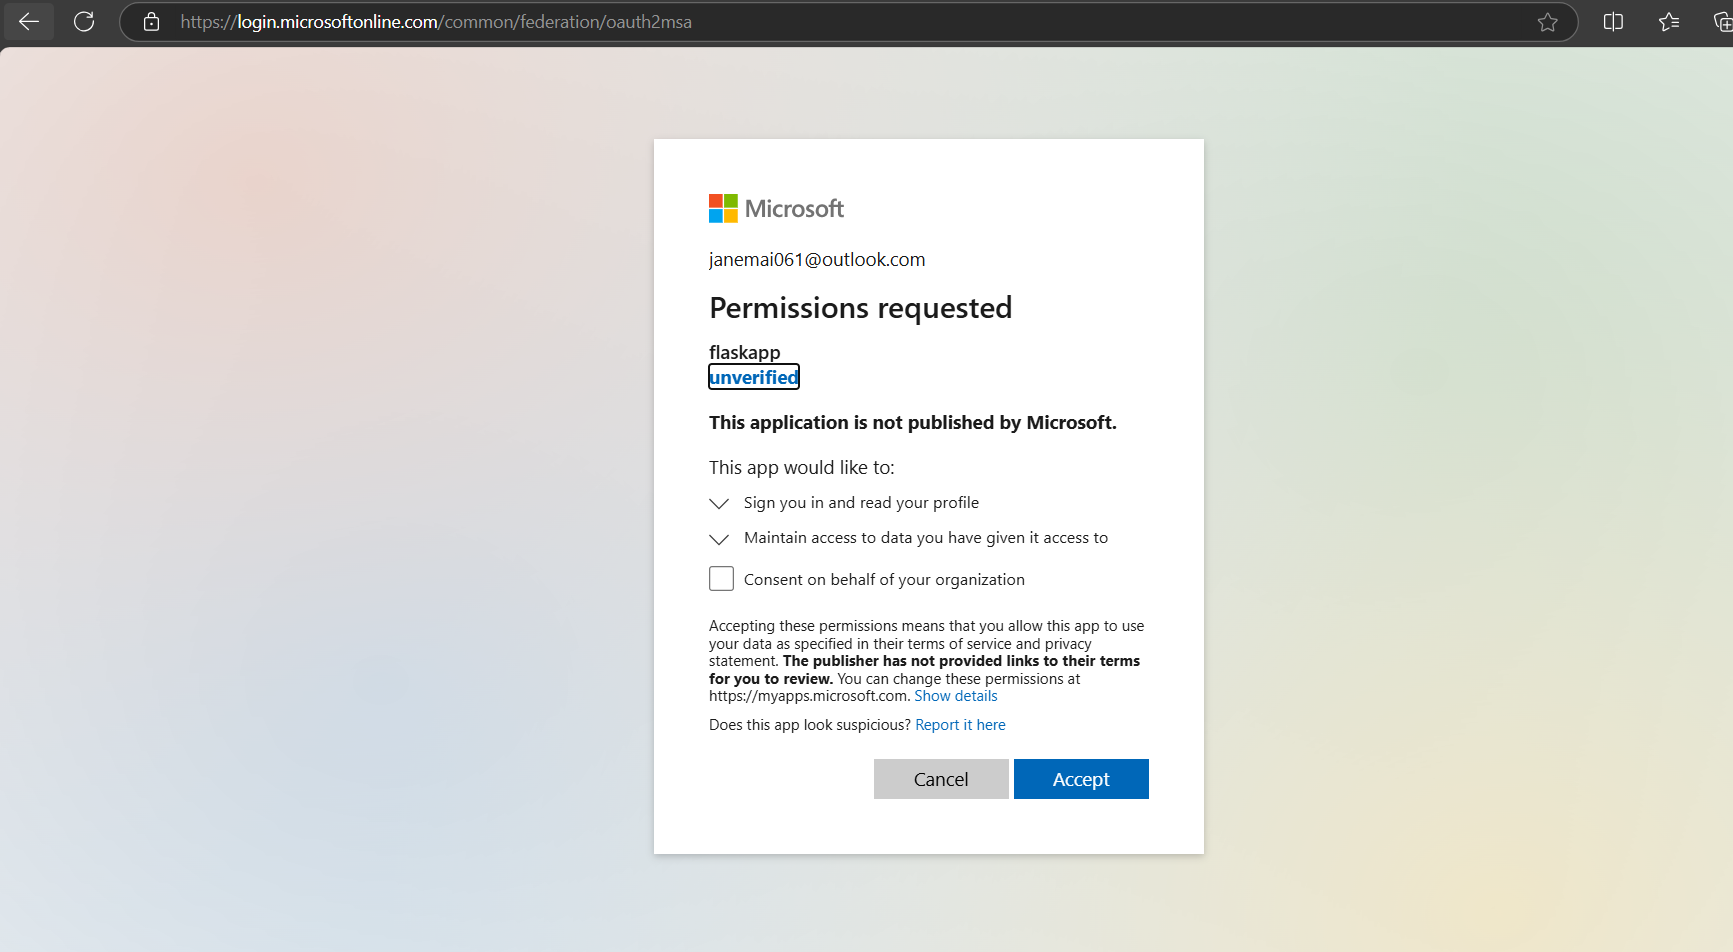 https://login.microsoftonline.com/common/federation/oauth2msa
Microsoft
janemai061@outlook.com
Permissions requested
flaskapp
unverified
This application is not published by Microsoft.
This app would like to:
Sign you in and read your profile
Maintain access to data you have given it access to
Consent on behalf of your organization
Accepting these permissions means that you allow this app to use
your data as specified in their terms of service and privacy
statement. The publisher has not provided links to their terms
for you to review. You can change these permissions at
https://myapps.microsoft.com. Show details
Does this app look suspicious? Report it here
Cancel
Accept